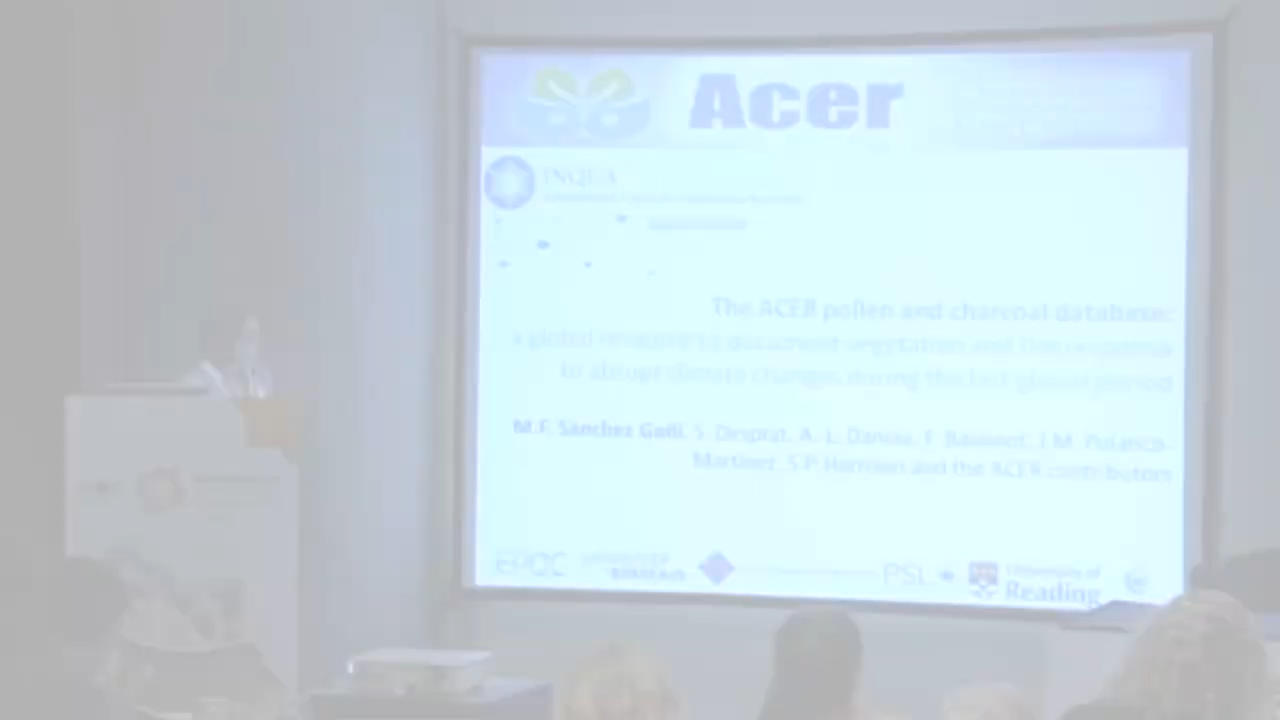 Acer
INQUA
The ACER pollen and charcoal database:
a global resource to document vegetation and fire response
to abrupt climate changes during the last glacial period
M.F. Sanchez Goñi, S. Desprat, A. L. Daniau, F. Bassinot, J.M. Polanco-
Martinez, S.P. Harrison and the ACER contributors
EPOC
PSL
University of
Reading